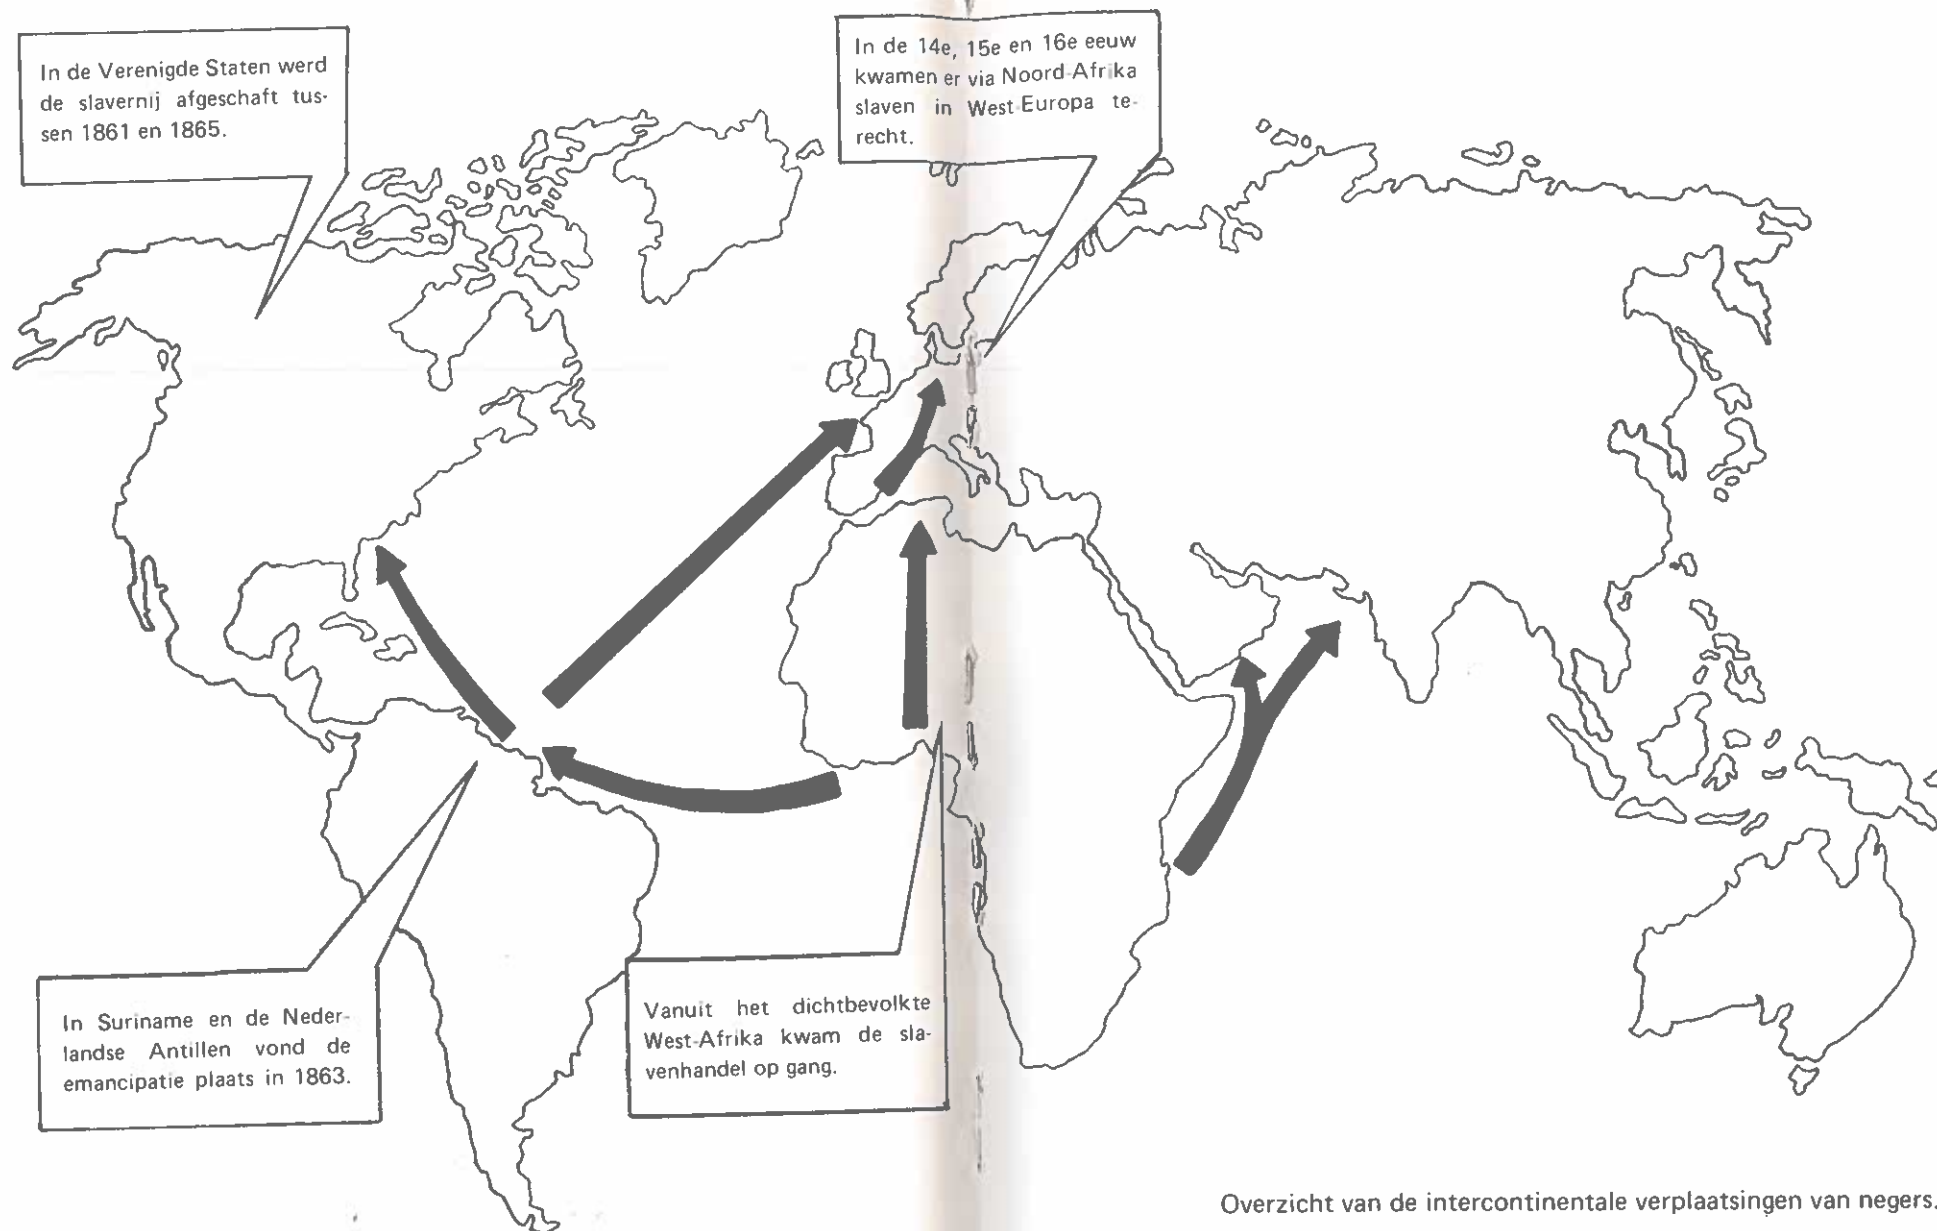 In de Verenigde Staten werd
de slavernij afgeschaft tus-
sen 1861 en 1865.
In de 14e, 15e en 16e eeuw
kwamen er via Noord-Afrika
slaven in West-Europa te-
recht.
In Suriname en de Neder-
landse Antillen vond de
emancipatie plaats in 1863.
Vanuit het dichtbevolkte
West-Afrika kwam de sla-
venhandel op gang.
Overzicht van de intercontinentale verplaatsingen van negers.